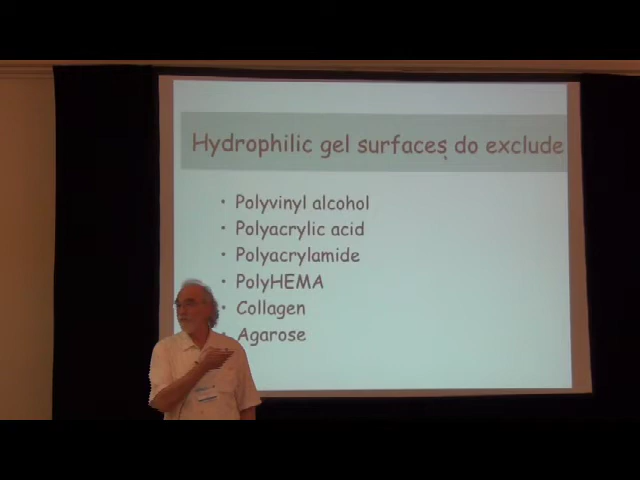 Hydrophilic gel surfaces do exclude
• Polyvinyl alcohol
• Polyacrylic acid
• Polyacrylamide
• PolyHEMA
• Collagen
• Agarose